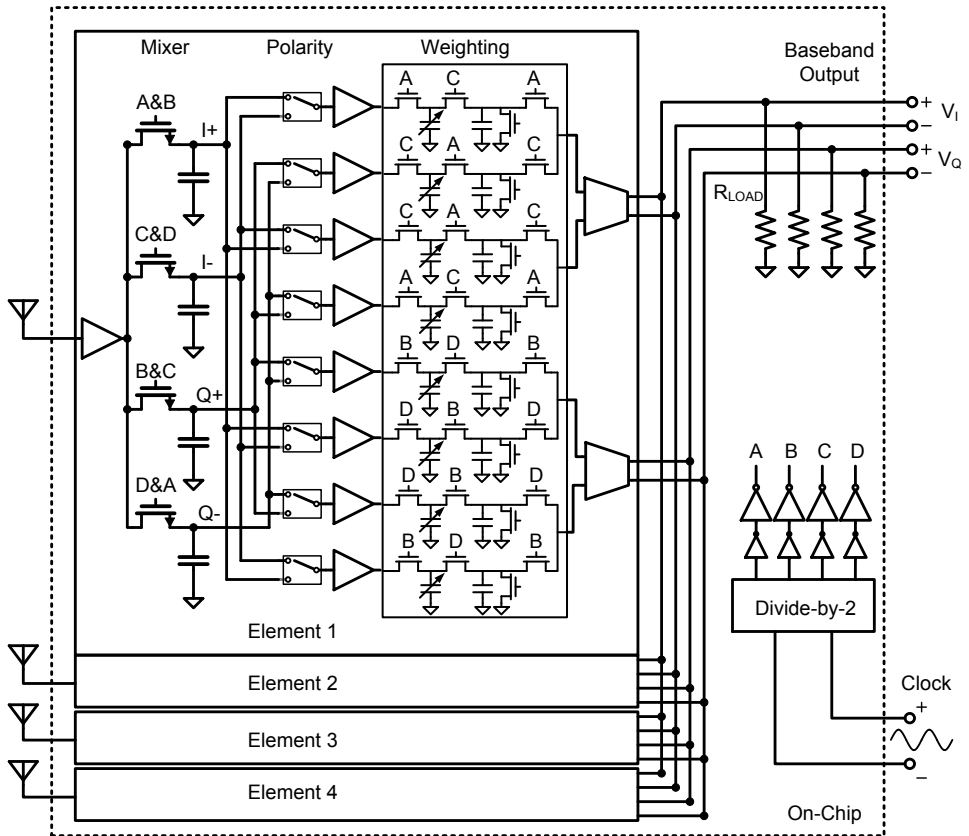 Mixer
Polarity
Weighting
Baseband
Output
A&B
I+
C&D
I-
B&C
Q+
D&A
Q-
A C A
C A C
C A C
A C A
B D B
D B D
D B D
B D B
+
V_I
−
+
V_Q
−
R_LOAD
A B C D
Divide-by-2
Clock
+
−
On-Chip
Element 1
Element 2
Element 3
Element 4